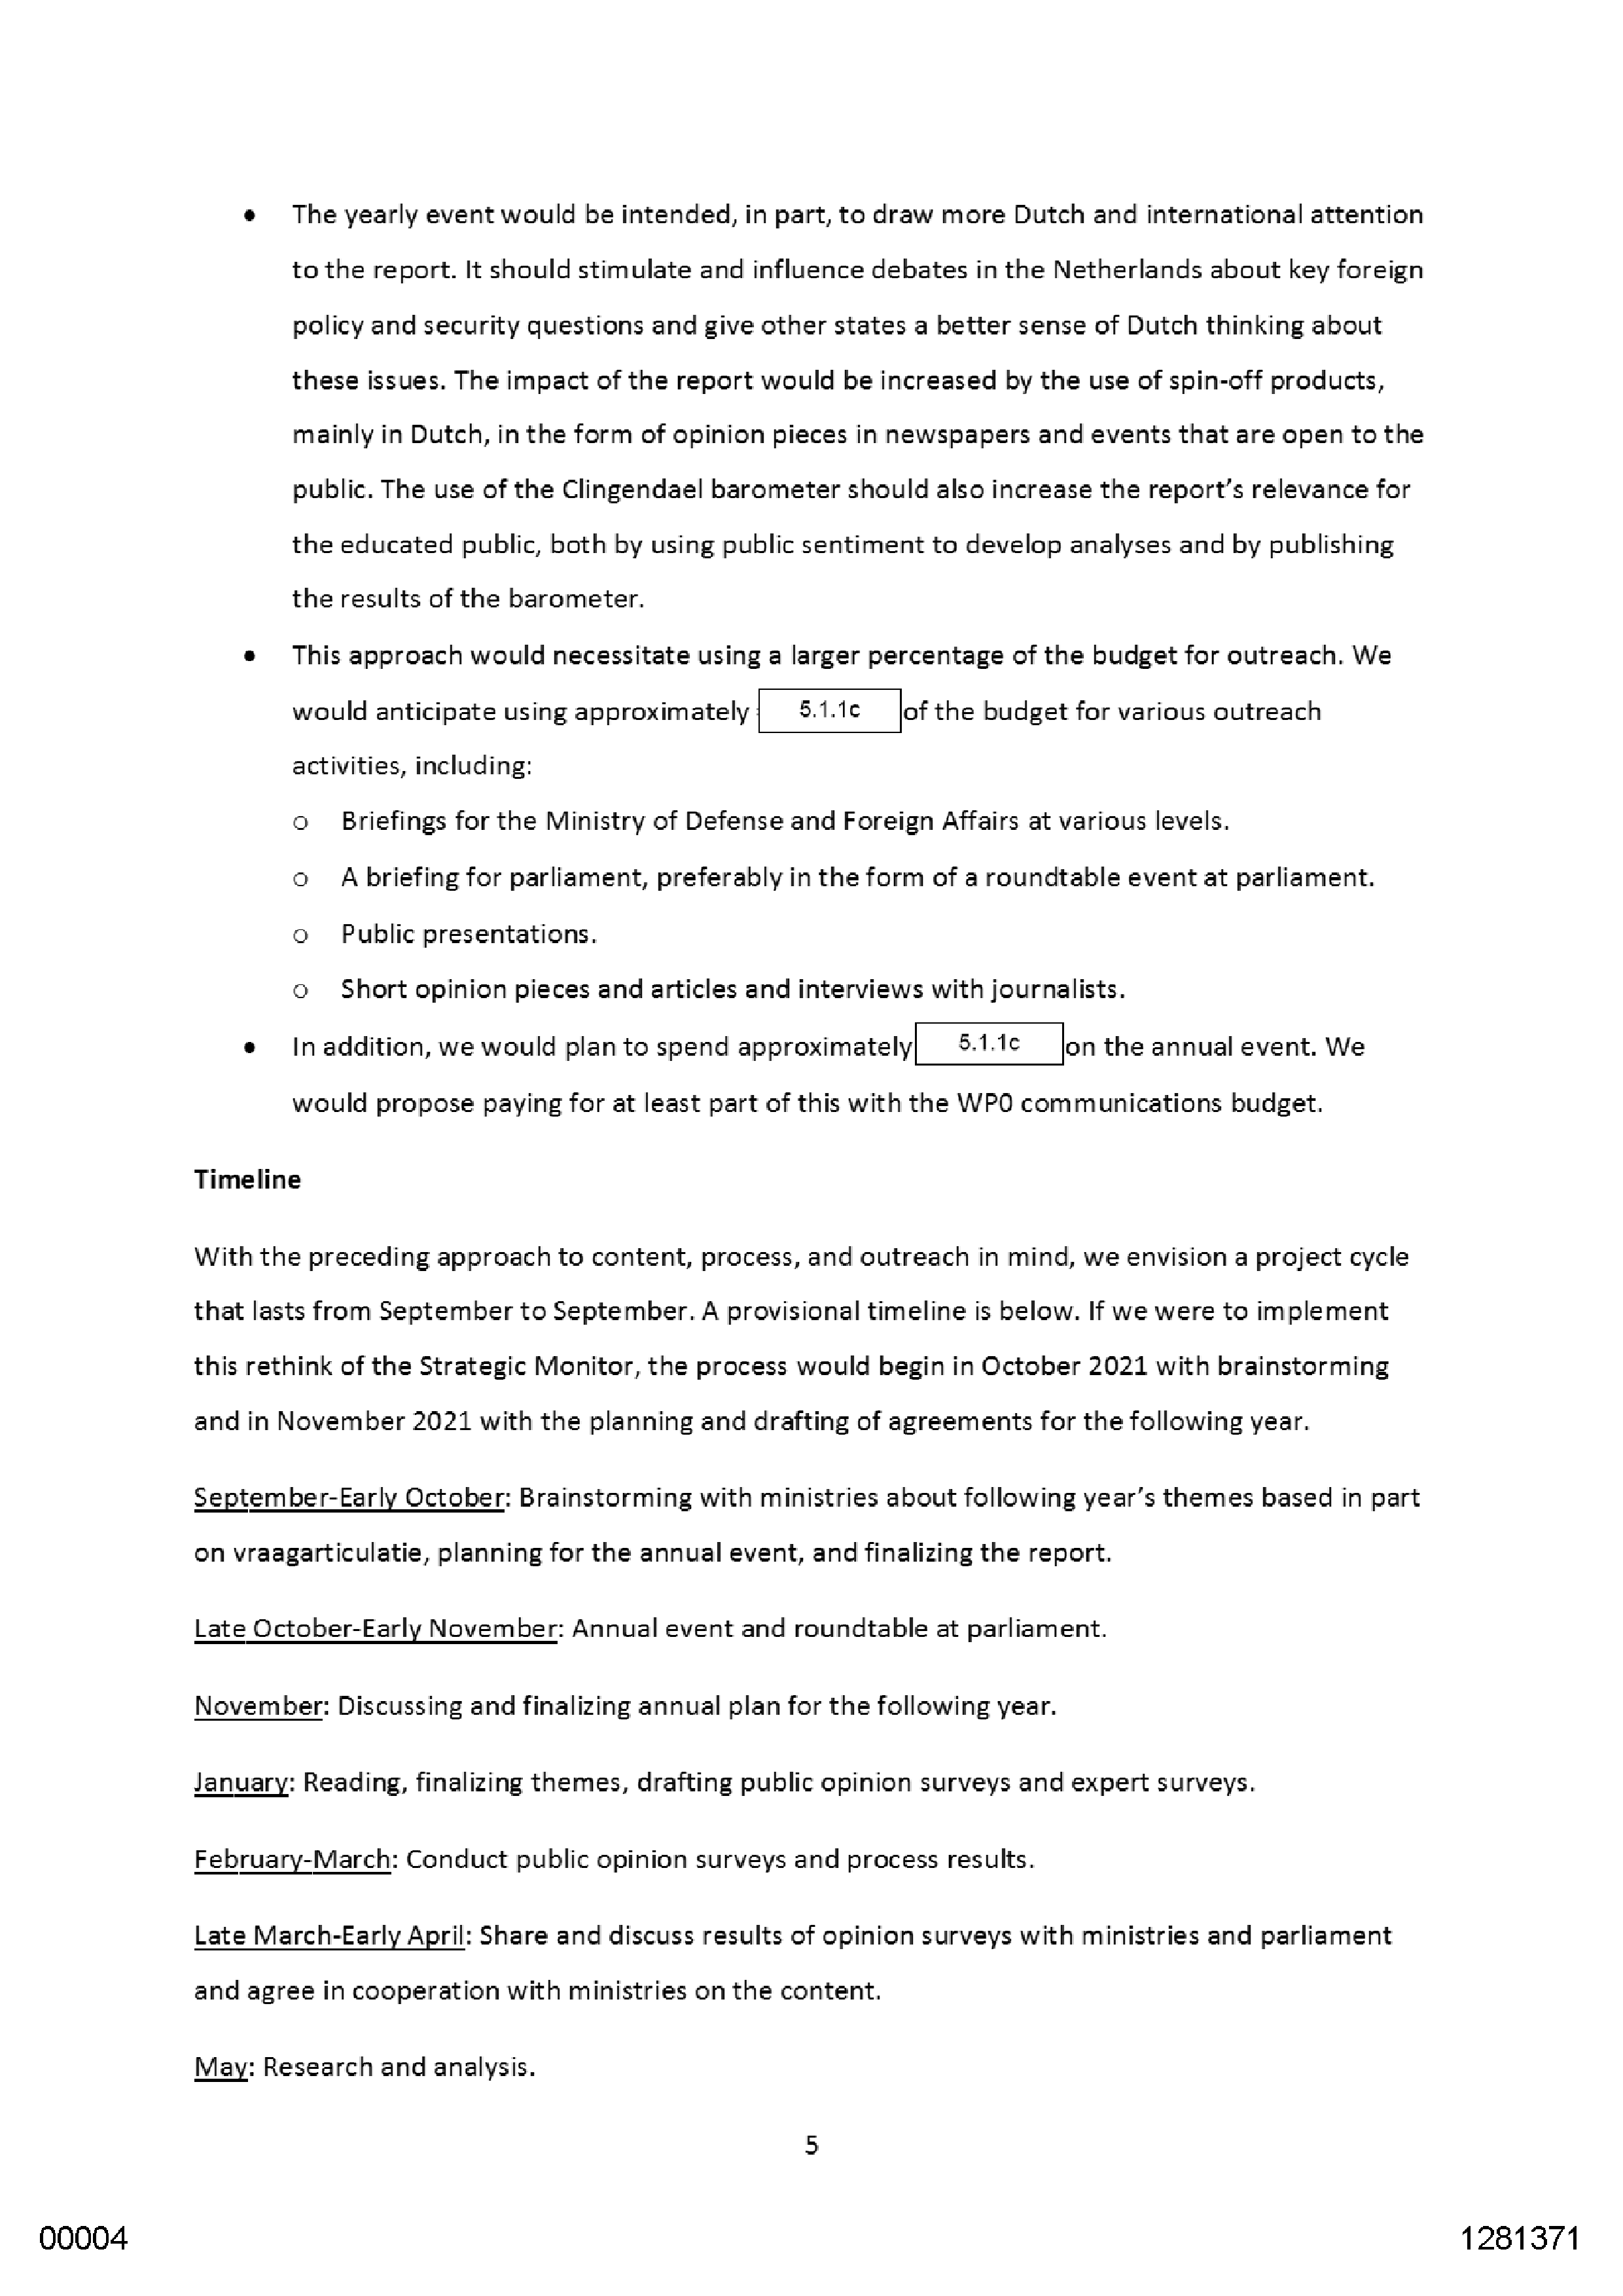 • The yearly event would be intended, in part, to draw more Dutch and international attention
to the report. It should stimulate and influence debates in the Netherlands about key foreign
policy and security questions and give other states a better sense of Dutch thinking about
these issues. The impact of the report would be increased by the use of spin-off products,
mainly in Dutch, in the form of opinion pieces in newspapers and events that are open to the
public. The use of the Clingendael barometer should also increase the report's relevance for
the educated public, both by using public sentiment to develop analyses and by publishing
the results of the barometer.
• This approach would necessitate using a larger percentage of the budget for outreach. We
would anticipate using approximately 5.1.1c of the budget for various outreach
activities, including:
o Briefings for the Ministry of Defense and Foreign Affairs at various levels.
o A briefing for parliament, preferably in the form of a roundtable event at parliament.
o Public presentations.
o Short opinion pieces and articles and interviews with journalists.
• In addition, we would plan to spend approximately 5.1.1c on the annual event. We
would propose paying for at least part of this with the WP0 communications budget.
Timeline
With the preceding approach to content, process, and outreach in mind, we envision a project cycle
that lasts from September to September. A provisional timeline is below. If we were to implement
this rethink of the Strategic Monitor, the process would begin in October 2021 with brainstorming
and in November 2021 with the planning and drafting of agreements for the following year.
September-Early October: Brainstorming with ministries about following year's themes based in part
on vraagarticulatie, planning for the annual event, and finalizing the report.
Late October-Early November: Annual event and roundtable at parliament.
November: Discussing and finalizing annual plan for the following year.
January: Reading, finalizing themes, drafting public opinion surveys and expert surveys.
February-March: Conduct public opinion surveys and process results.
Late March-Early April: Share and discuss results of opinion surveys with ministries and parliament
and agree in cooperation with ministries on the content.
May: Research and analysis.
5
00004 1281371